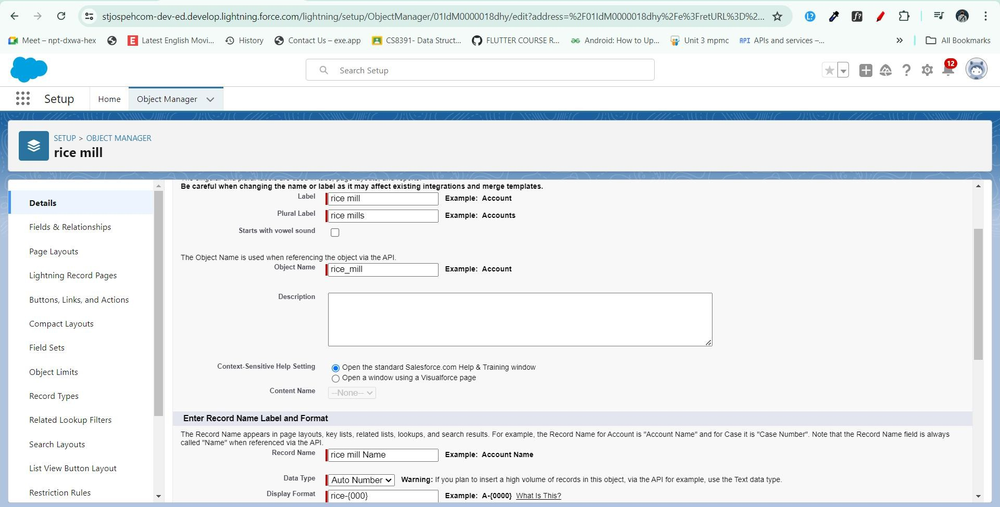 stjospehcom-dev-ed.develop.lightning.force.com/lightning/setup/ObjectManager/01IdM0000018dhy/edit?address=%2F01IdM0000018dhy%2Fe%3FretURL%3D%2...
Meet – npt-dxwa-hex
Latest English Movi...
History
Contact Us – exe.app
CS8391- Data Struct...
FLUTTER COURSE R...
Android: How to Up...
Unit 3 mpmc
API APIs and services –...
All Bookmarks
Search Setup
12
Setup
Home
Object Manager
SETUP > OBJECT MANAGER
rice mill
Details
Fields & Relationships
Page Layouts
Lightning Record Pages
Buttons, Links, and Actions
Compact Layouts
Field Sets
Object Limits
Record Types
Related Lookup Filters
Search Layouts
List View Button Layout
Restriction Rules
Be careful when changing the name or label as it may affect existing integrations and merge templates.
Label rice mill Example: Account
Plural Label rice mills Example: Accounts
Starts with vowel sound
The Object Name is used when referencing the object via the API.
Object Name rice_mill Example: Account
Description
Context-Sensitive Help Setting Open the standard Salesforce.com Help & Training window
Open a window using a Visualforce page
Content Name --None--
Enter Record Name Label and Format
The Record Name appears in page layouts, key lists, related lists, lookups, and search results. For example, the Record Name for Account is "Account Name" and for Case it is "Case Number". Note that the Record Name field is always
called "Name" when referenced via the API.
Record Name rice mill Name Example: Account Name
Data Type Auto Number Warning: If you plan to insert a high volume of records in this object, via the API for example, use the Text data type.
Display Format rice-{000} Example: A-{0000} What Is This?